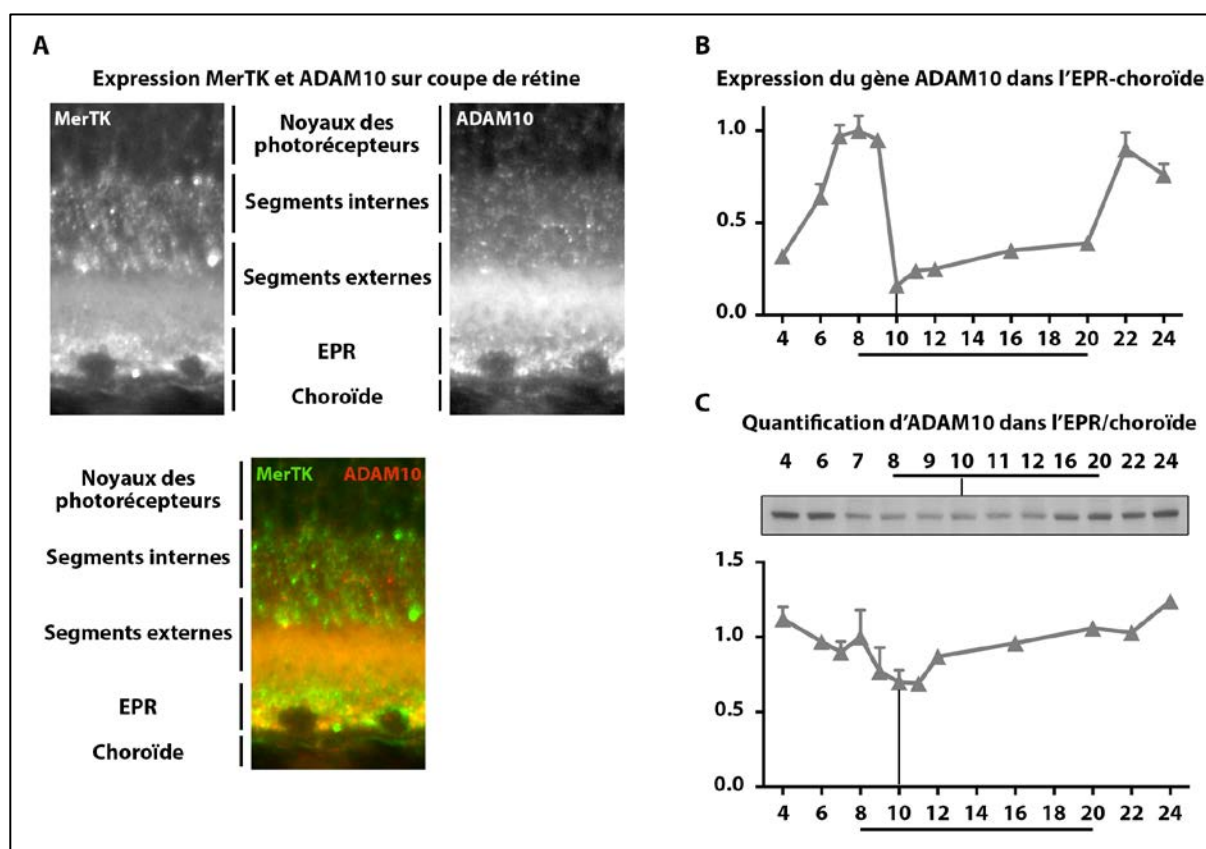 A
Expression MerTK et ADAM10 sur coupe de rétine
MerTK
Noyaux des
photorécepteurs
Segments internes
Segments externes
EPR
Choroïde
ADAM10
Noyaux des
photorécepteurs
Segments internes
Segments externes
EPR
Choroïde
MerTK ADAM10
B
Expression du gène ADAM10 dans l'EPR-choroïde
1.0
0.5
0.0
4 6 8 10 12 14 16 18 20 22 24
C
Quantification d'ADAM10 dans l'EPR/choroïde
4 6 7 8 9 10 11 12 16 20 22 24
1.5
1.0
0.5
0.0
4 6 8 10 12 14 16 18 20 22 24